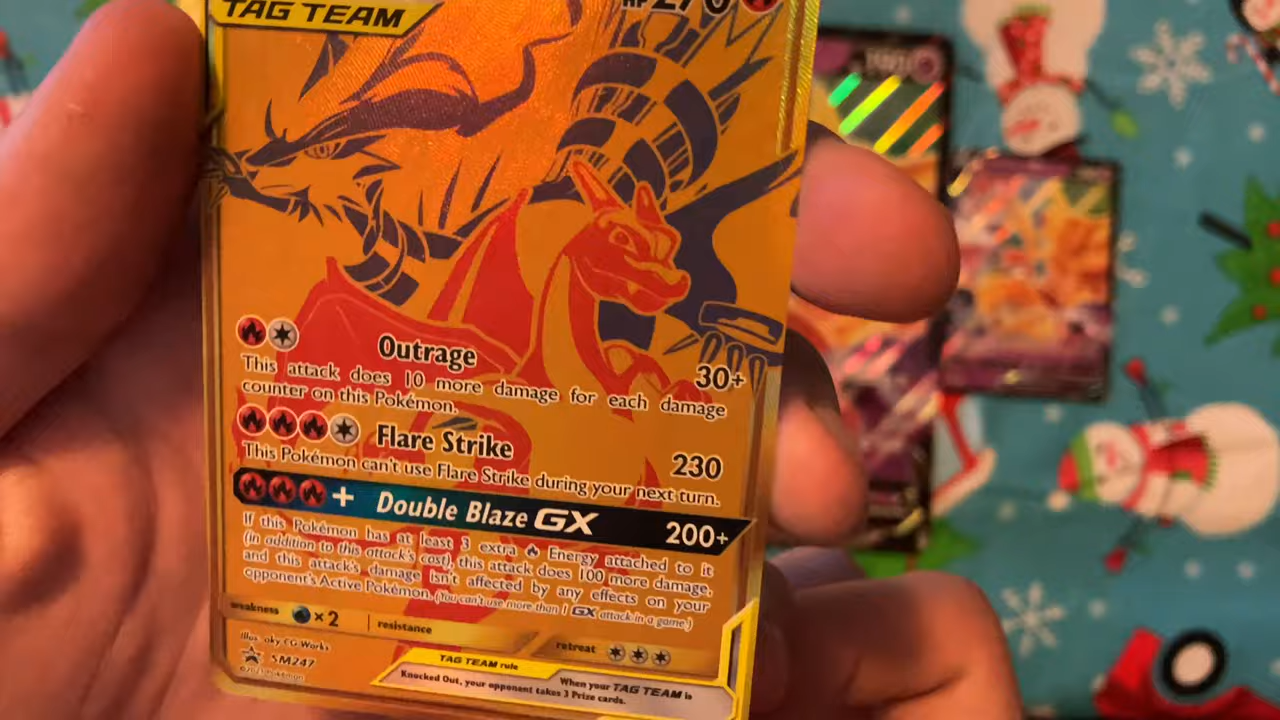 TAG TEAM
HP 270
Outrage 30+
This attack does 10 more damage for each damage
counter on this Pokémon.
Flare Strike 230
This Pokémon can't use Flare Strike during your next turn.
+ Double Blaze GX 200+
If this Pokémon has at least 3 extra Energy attached to it
(in addition to this attack's cost), this attack does 100 more damage,
and this attack's damage isn't affected by any effects on your
opponent's Active Pokémon. (You can't use more than 1 GX attack in a game.)
weakness ×2 resistance retreat
Illus. CG Works
SM247
TAG TEAM rule When your TAG TEAM is
Knocked Out, your opponent takes 3 Prize cards.